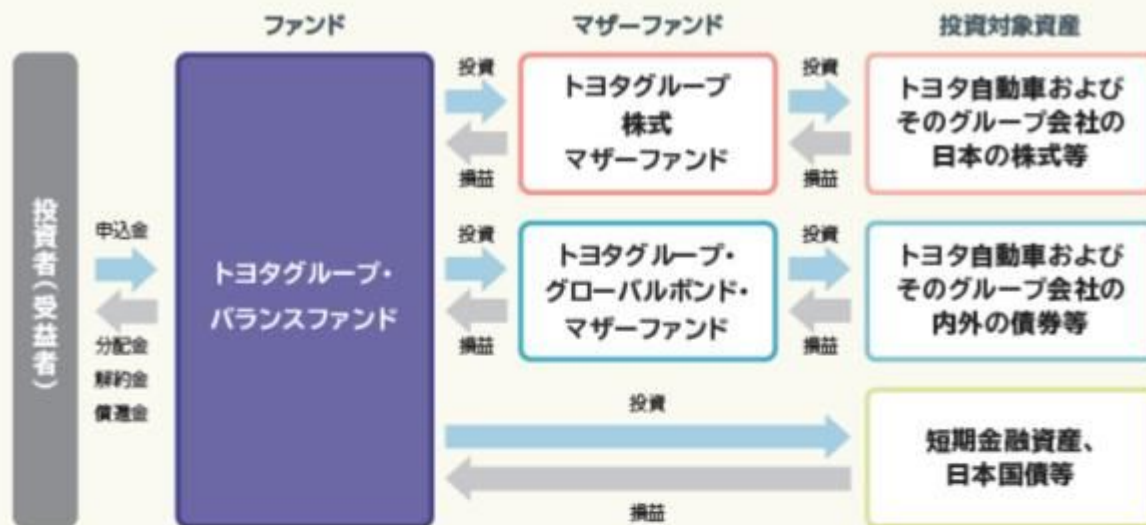 ファンド
マザーファンド
投資対象資産
投資者(受益者)
申込金
分配金
解約金
償還金
トヨタグループ・
バランスファンド
投資
損益
トヨタグループ
株式
マザーファンド
投資
損益
トヨタ自動車および
そのグループ会社の
日本の株式等
投資
損益
トヨタグループ・
グローバルボンド・
マザーファンド
投資
損益
トヨタ自動車および
そのグループ会社の
内外の債券等
投資
損益
短期金融資産、
日本国債等